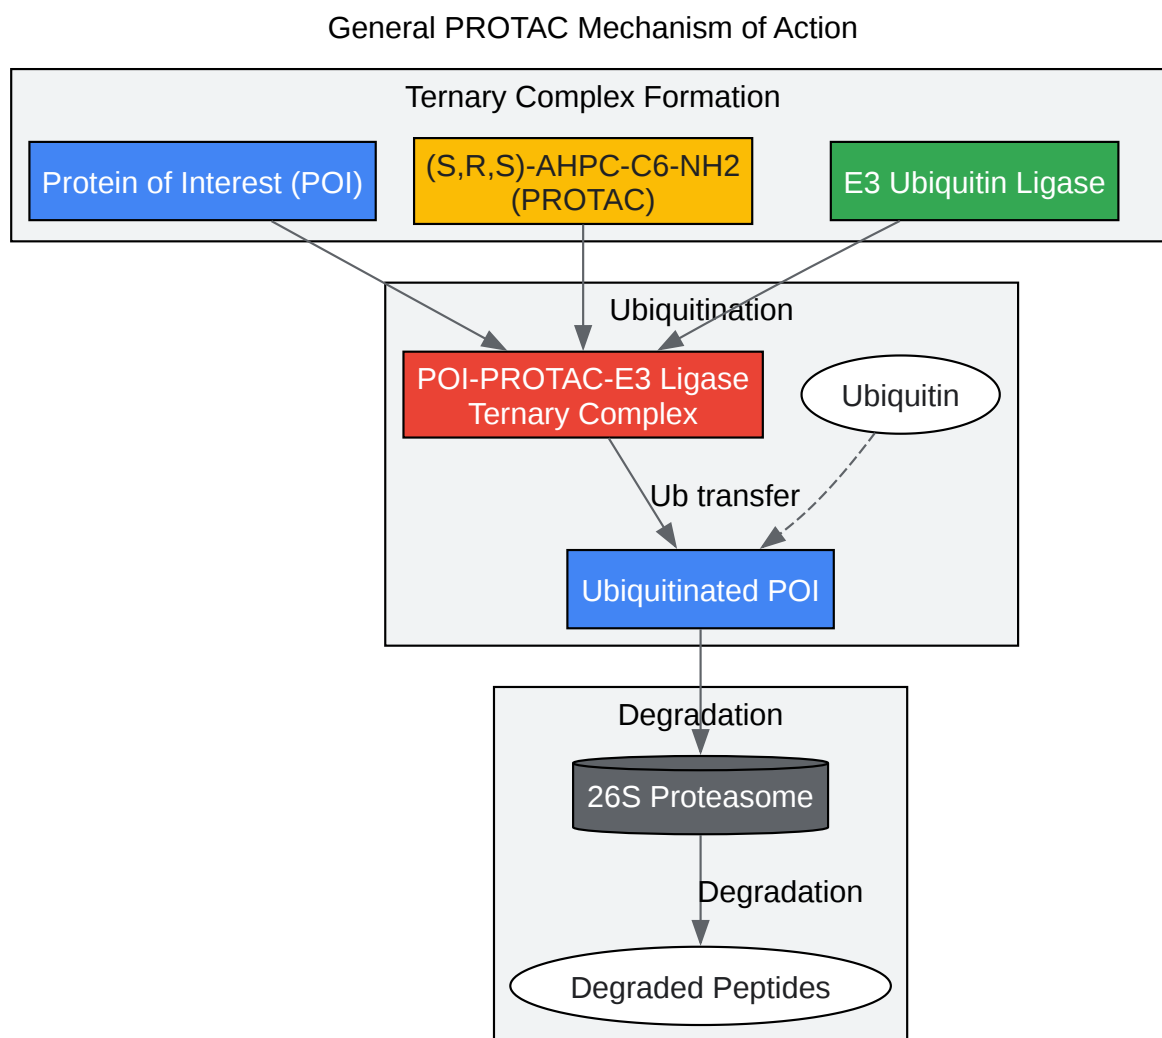 General PROTAC Mechanism of Action
Ternary Complex Formation
Protein of Interest (POI)
(S,R,S)-AHPC-C6-NH2
(PROTAC)
E3 Ubiquitin Ligase
Ubiquitination
POI-PROTAC-E3 Ligase
Ternary Complex
Ubiquitin
Ub transfer
Ubiquitinated POI
Degradation
26S Proteasome
Degradation
Degraded Peptides